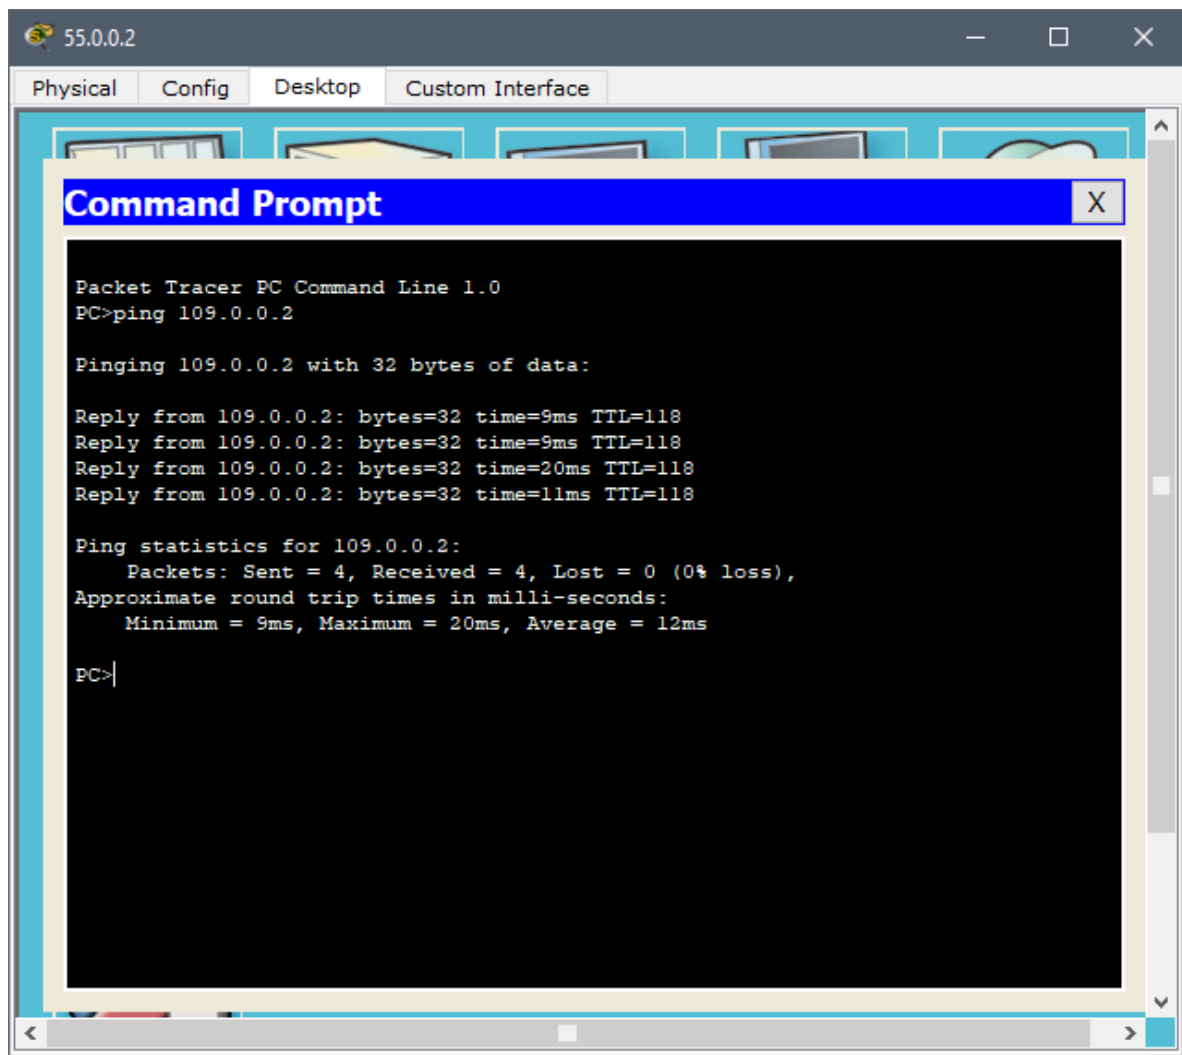 55.0.0.2
Physical Config Desktop Custom Interface
Command Prompt X
Packet Tracer PC Command Line 1.0
PC>ping 109.0.0.2
Pinging 109.0.0.2 with 32 bytes of data:
Reply from 109.0.0.2: bytes=32 time=9ms TTL=118
Reply from 109.0.0.2: bytes=32 time=9ms TTL=118
Reply from 109.0.0.2: bytes=32 time=20ms TTL=118
Reply from 109.0.0.2: bytes=32 time=11ms TTL=118
Ping statistics for 109.0.0.2:
Packets: Sent = 4, Received = 4, Lost = 0 (0% loss),
Approximate round trip times in milli-seconds:
Minimum = 9ms, Maximum = 20ms, Average = 12ms
PC>